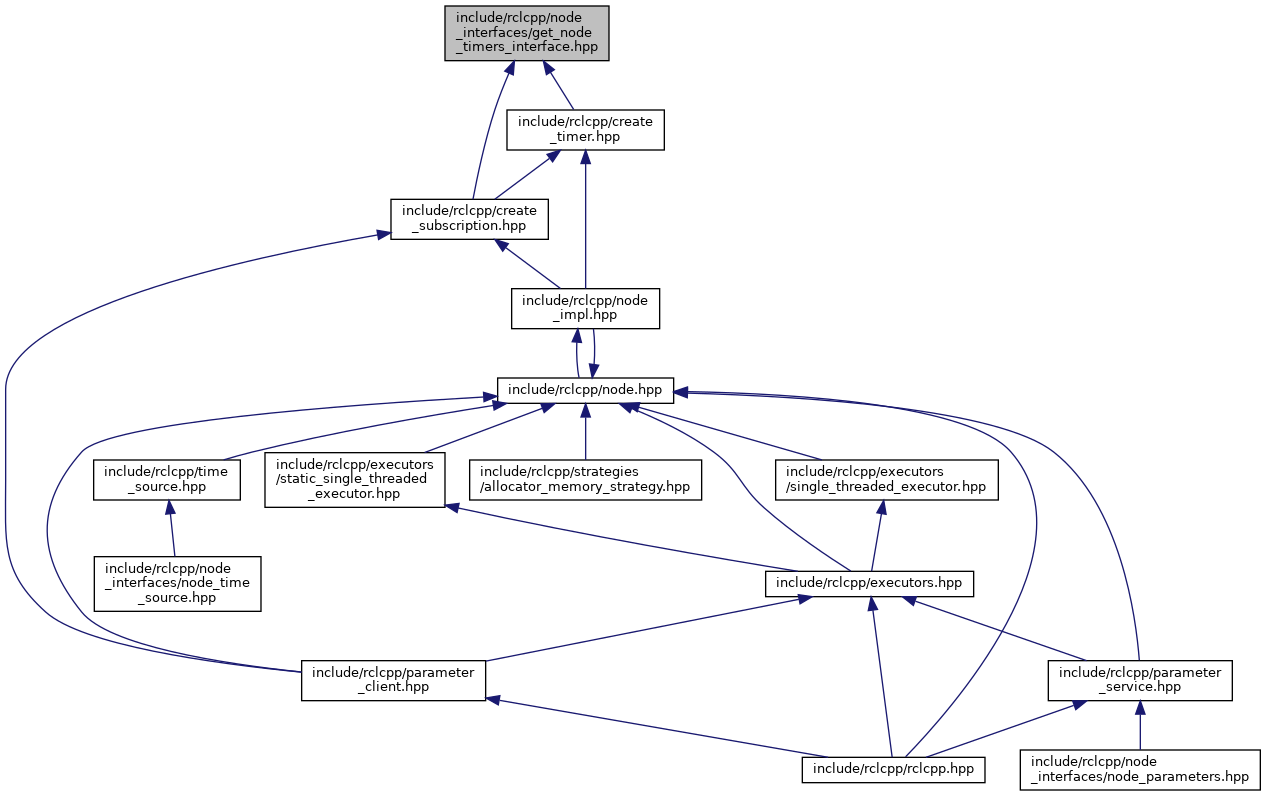 include/rclcpp/node
_interfaces/get_node
_timers_interface.hpp
include/rclcpp/create
_timer.hpp
include/rclcpp/create
_subscription.hpp
include/rclcpp/node
_impl.hpp
include/rclcpp/node.hpp
include/rclcpp/time
_source.hpp
include/rclcpp/executors
/static_single_threaded
_executor.hpp
include/rclcpp/strategies
/allocator_memory_strategy.hpp
include/rclcpp/executors
/single_threaded_executor.hpp
include/rclcpp/node
_interfaces/node_time
_source.hpp
include/rclcpp/executors.hpp
include/rclcpp/parameter
_client.hpp
include/rclcpp/parameter
_service.hpp
include/rclcpp/rclcpp.hpp
include/rclcpp/node
_interfaces/node_parameters.hpp